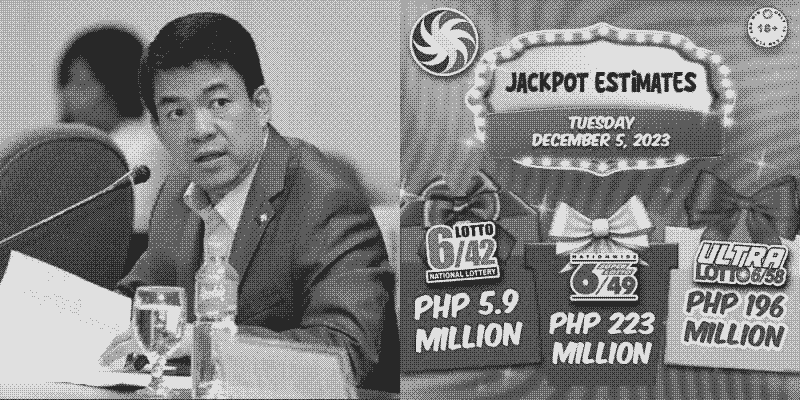 18+
JACKPOT ESTiMATES
TUESDAY
DECEMBER 5, 2023
LOTTO
6/42
NATIONAL LOTTERY
PHP 5.9
MILLION
NATIONWIDE
6/49
PHP 223
MILLION
ULTRA
LOTTO 6/58
PHP 196
MILLION